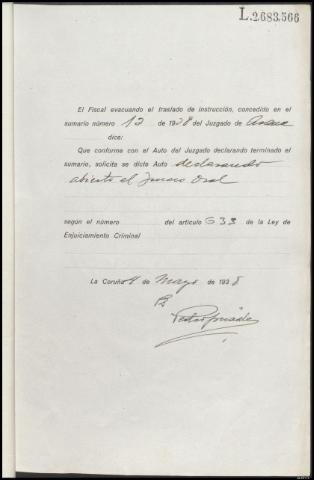 L.2683,566
El Fiscal evacuando el traslado de instrucción, concedido en el
sumario número 12 de 1938 del Juzgado de
dice:
Que conforme con el Auto del Juzgado declarando terminado el
sumario, solicita se dicte Auto declarando
abierto el Juicio Oral
según el número del artículo 633 de la Ley de
Enjuiciamiento Criminal
La Coruña 4 de Mayo de 1938